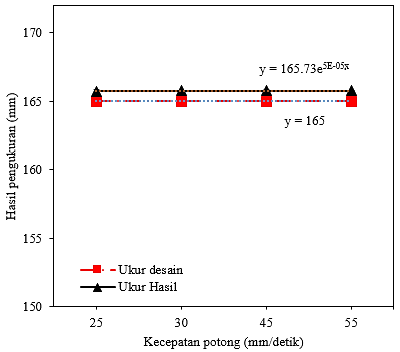 170
165
160
155
150
Hasil pengukuran (mm)
y = 165.73e^5E-05x
y = 165
Ukur desain
Ukur Hasil
25 30 45 55
Kecepatan potong (mm/detik)